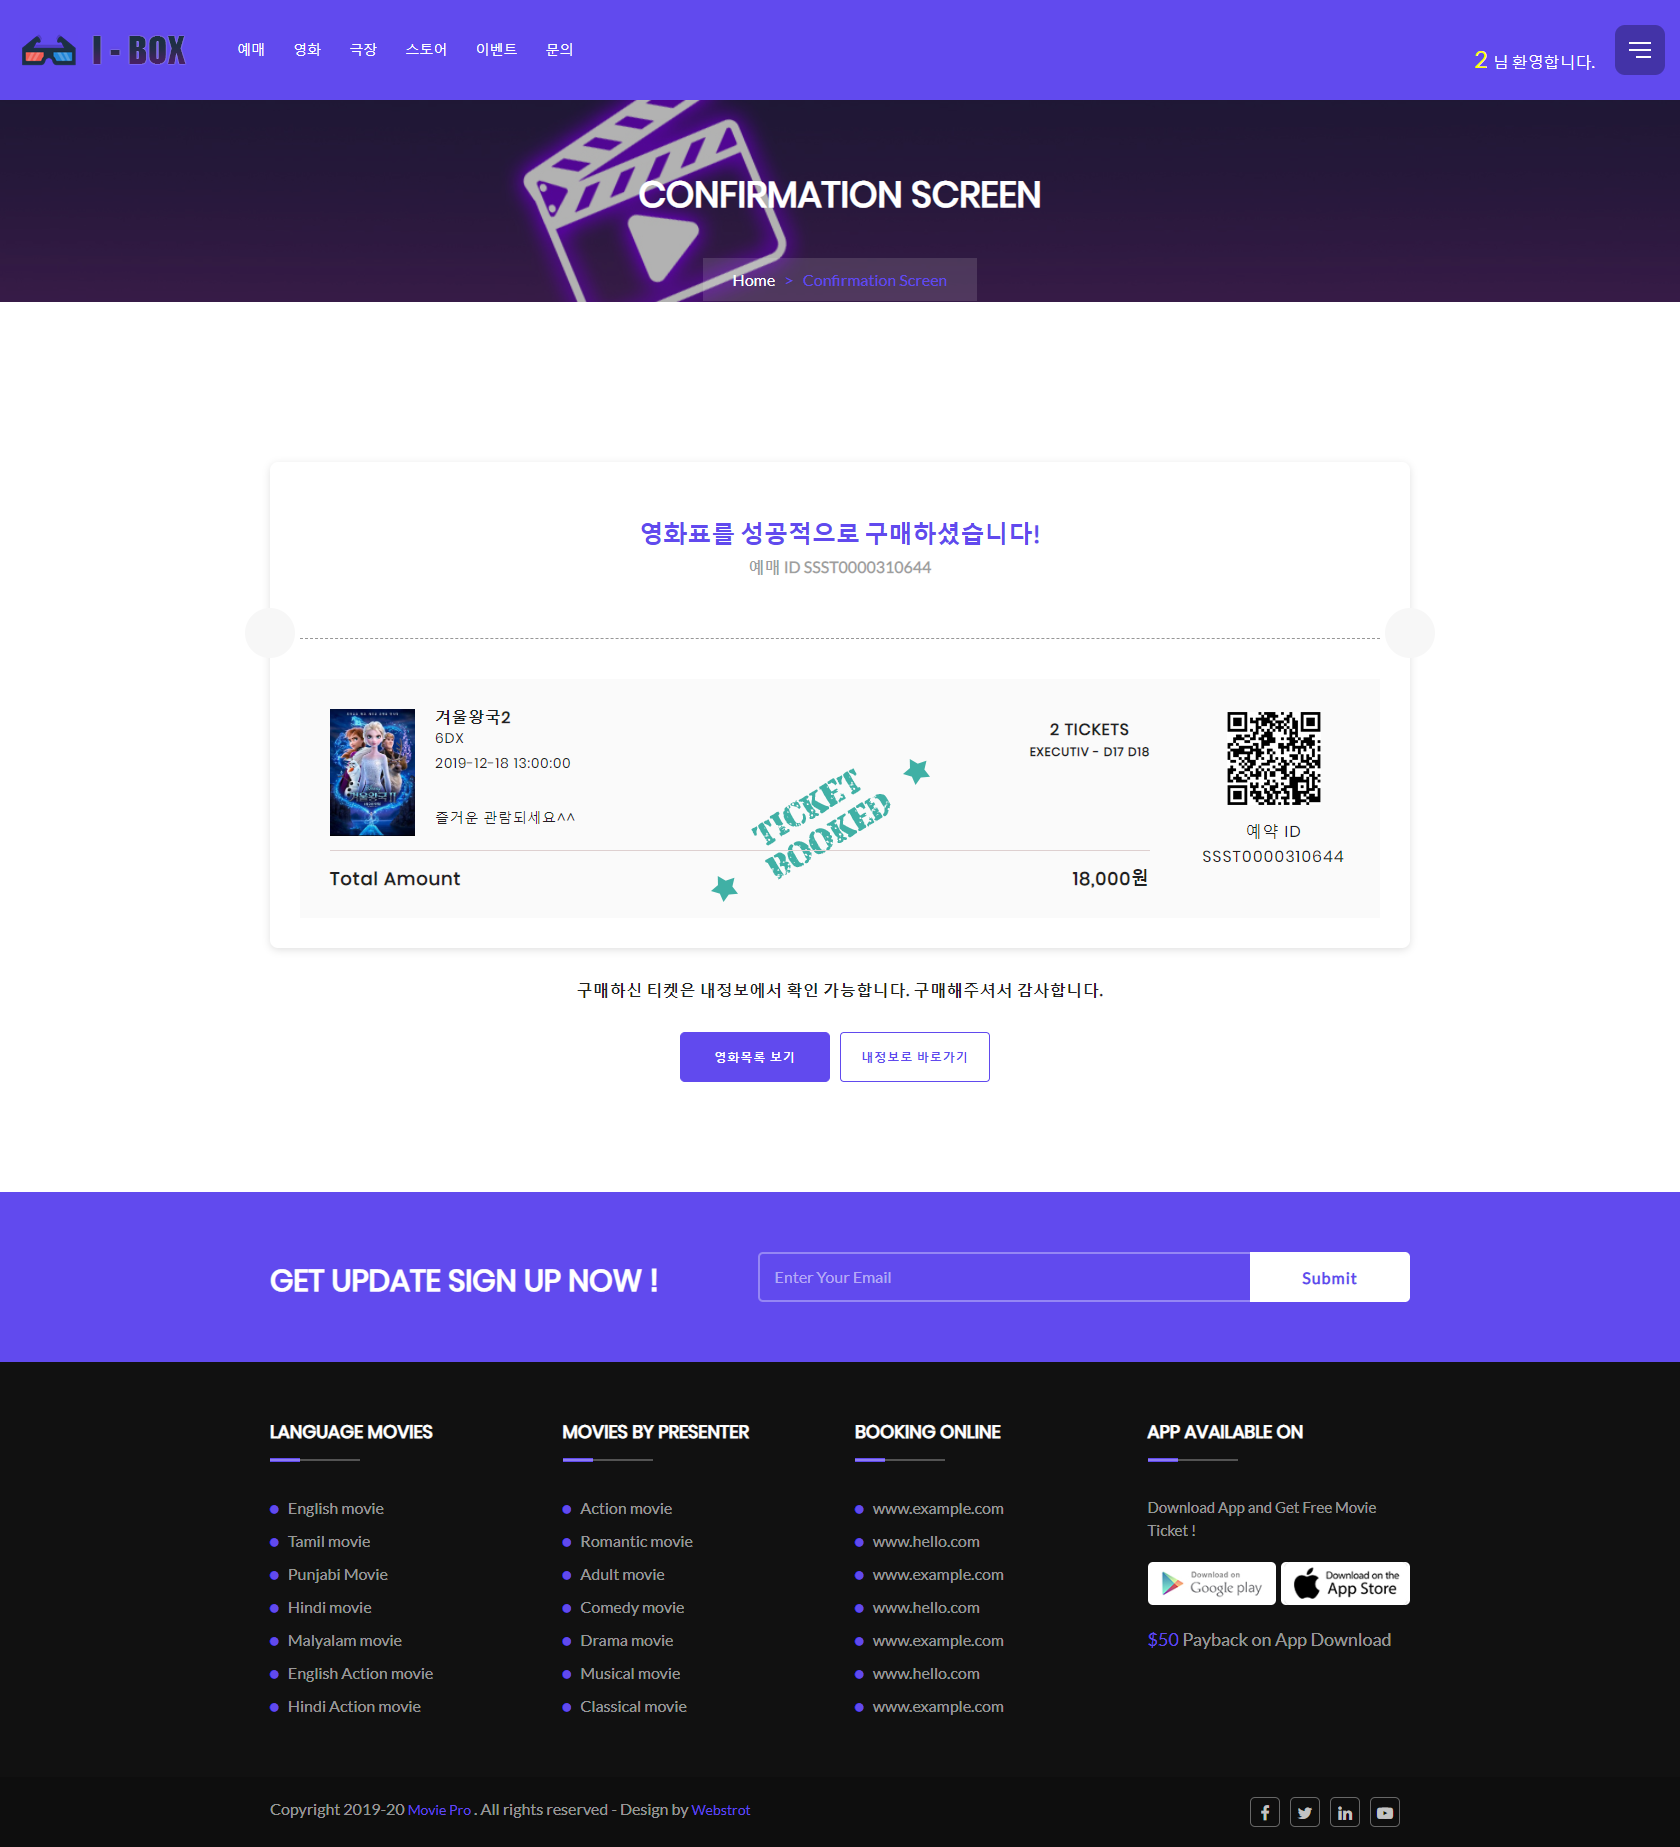 I - BOX
예매 영화 극장 스토어 이벤트 문의
2 님 환영합니다.
CONFIRMATION SCREEN
Home > Confirmation Screen
영화표를 성공적으로 구매하셨습니다!
예매 ID SSST0000310644
겨울왕국2
6DX
2019-12-18 13:00:00
즐거운 관람되세요^^
겨울왕국 II
TICKET
BOOKED
2 TICKETS
EXECUTIV - D17 D18
예약 ID
SSST0000310644
Total Amount
18,000원
구매하신 티켓은 내정보에서 확인 가능합니다. 구매해주셔서 감사합니다.
영화목록 보기
내정보로 바로가기
GET UPDATE SIGN UP NOW !
Enter Your Email
Submit
LANGUAGE MOVIES
English movie
Tamil movie
Punjabi Movie
Hindi movie
Malyalam movie
English Action movie
Hindi Action movie
MOVIES BY PRESENTER
Action movie
Romantic movie
Adult movie
Comedy movie
Drama movie
Musical movie
Classical movie
BOOKING ONLINE
www.example.com
www.hello.com
www.example.com
www.hello.com
www.example.com
www.hello.com
www.example.com
APP AVAILABLE ON
Download App and Get Free Movie
Ticket !
Download on
Google play
Download on the
App Store
$50 Payback on App Download
Copyright 2019-20 Movie Pro . All rights reserved - Design by Webstrot